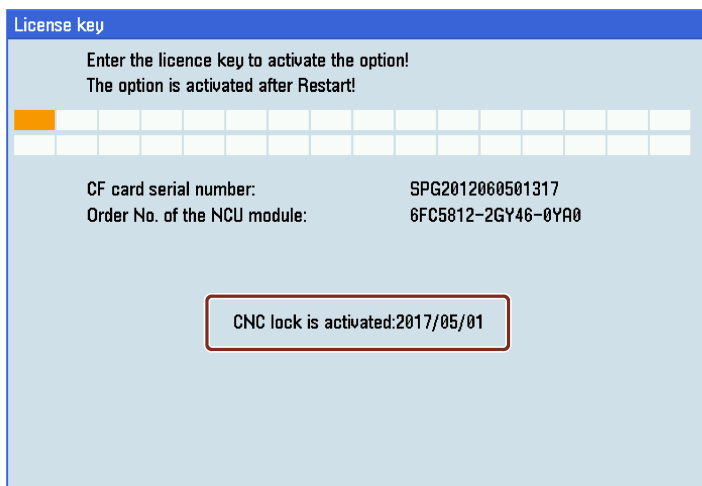 License key
Enter the licence key to activate the option!
The option is activated after Restart!
CF card serial number: SPG2012060501317
Order No. of the NCU module: 6FC5812-2GY46-0YA0
CNC lock is activated:2017/05/01